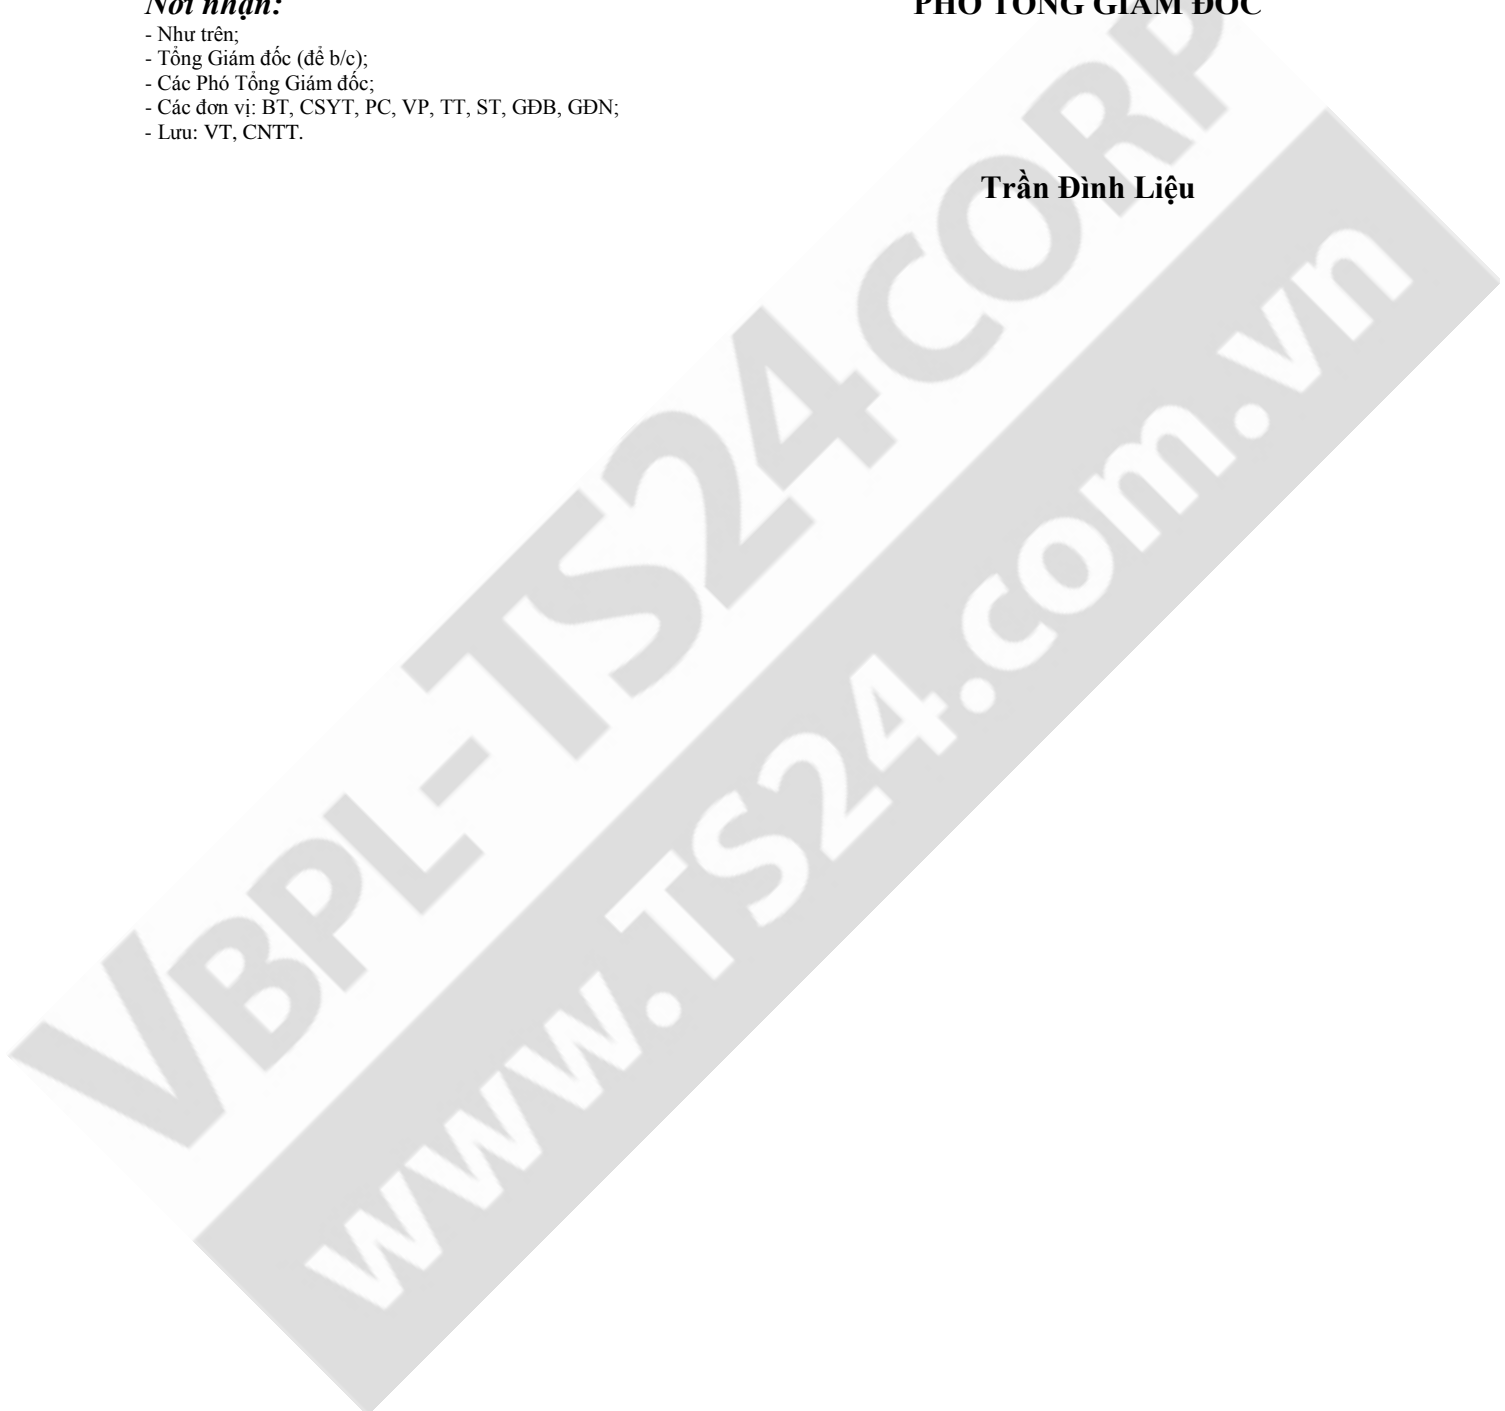 Nơi nhận:
- Như trên;
- Tổng Giám đốc (để b/c);
- Các Phó Tổng Giám đốc;
- Các đơn vị: BT, CSYT, PC, VP, TT, ST, GĐB, GĐN;
- Lưu: VT, CNTT.
PHÓ TỔNG GIÁM ĐỐC
Trần Đình Liệu
VBPL-TS24CORP
www.TS24.com.vn